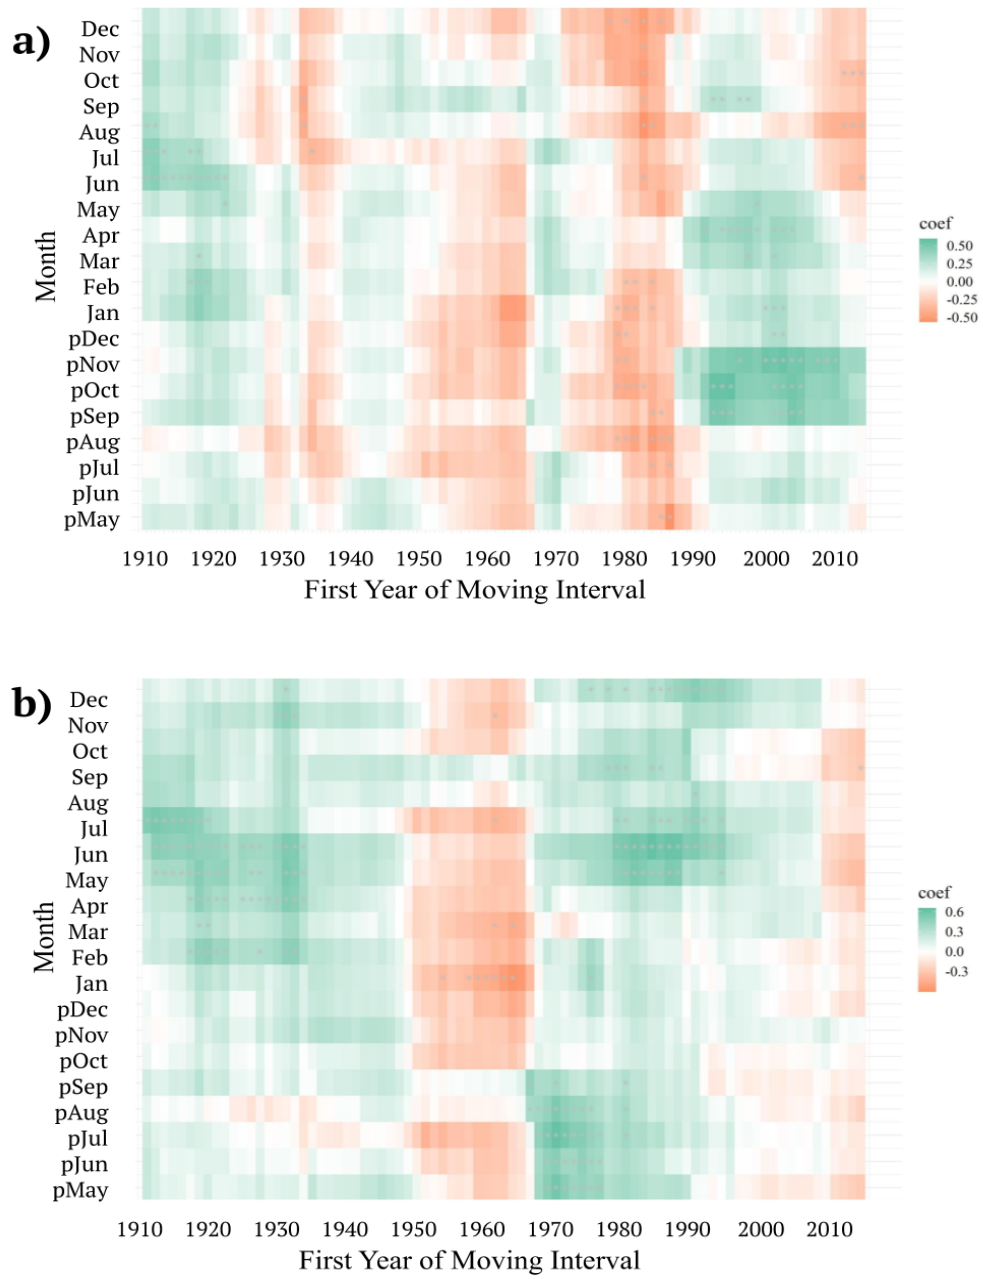 a)
Dec
Nov
Oct
Sep
Aug
Jul
Jun
May
Apr
Mar
Feb
Jan
pDec
pNov
pOct
pSep
pAug
pJul
pJun
pMay
Month
1910 1920 1930 1940 1950 1960 1970 1980 1990 2000 2010
First Year of Moving Interval
coef
0.50
0.25
0.00
-0.25
-0.50
b)
Dec
Nov
Oct
Sep
Aug
Jul
Jun
May
Apr
Mar
Feb
Jan
pDec
pNov
pOct
pSep
pAug
pJul
pJun
pMay
Month
1910 1920 1930 1940 1950 1960 1970 1980 1990 2000 2010
First Year of Moving Interval
coef
0.6
0.3
0.0
-0.3